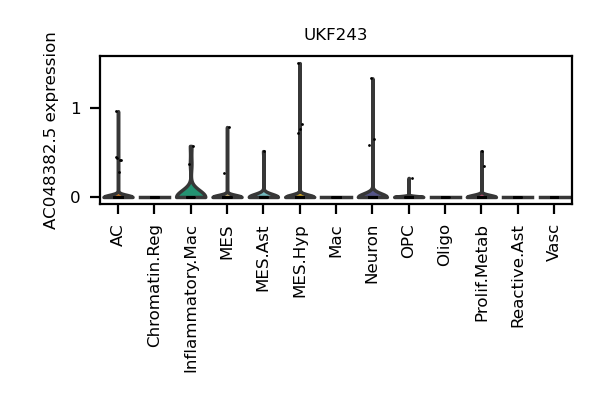 UKF243
AC048382.5 expression
1
0
AC
Chromatin.Reg
Inflammatory.Mac
MES
MES.Ast
MES.Hyp
Mac
Neuron
OPC
Oligo
Prolif.Metab
Reactive.Ast
Vasc